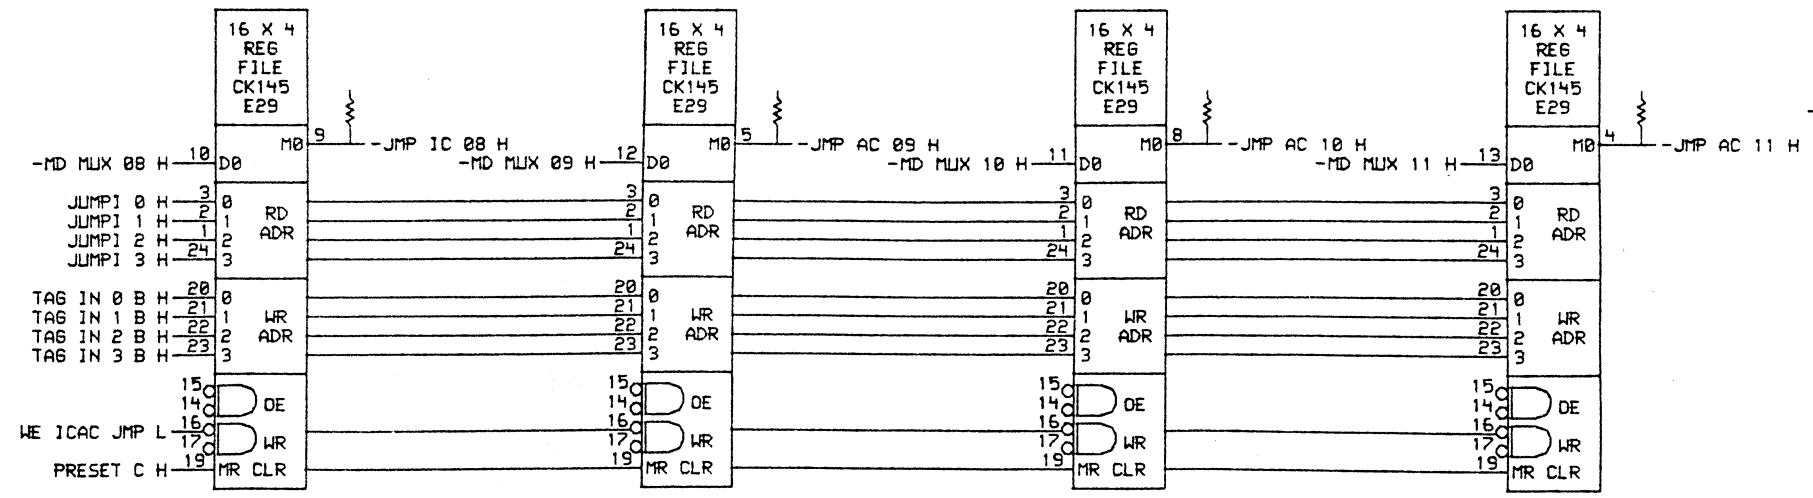 16 X 4 REG FILE CK145 E29
M0 9 -JMP IC 08 H
-MD MUX 08 H 10 D0
JUMPI 0 H 3 0
JUMPI 1 H 2 1 RD
JUMPI 2 H 1 2 ADR
JUMPI 3 H 24 3
TAG IN 0 B H 20 0
TAG IN 1 B H 21 1 WR
TAG IN 2 B H 22 2 ADR
TAG IN 3 B H 23 3
15
14 OE
WE ICAC JMP L 16
17 WR
PRESET C H 19 MR CLR
16 X 4 REG FILE CK145 E29
M0 5 -JMP AC 09 H
-MD MUX 09 H 12 D0
3 0
2 1 RD
1 2 ADR
24 3
20 0
21 1 WR
22 2 ADR
23 3
15
14 OE
16
17 WR
19 MR CLR
16 X 4 REG FILE CK145 E29
M0 8 -JMP AC 10 H
-MD MUX 10 H 11 D0
3 0
2 1 RD
1 2 ADR
24 3
20 0
21 1 WR
22 2 ADR
23 3
15
14 OE
16
17 WR
19 MR CLR
16 X 4 REG FILE CK145 E29
M0 4 -JMP AC 11 H
-MD MUX 11 H 13 D0
3 0
2 1 RD
1 2 ADR
24 3
20 0
21 1 WR
22 2 ADR
23 3
15
14 OE
16
17 WR
19 MR CLR